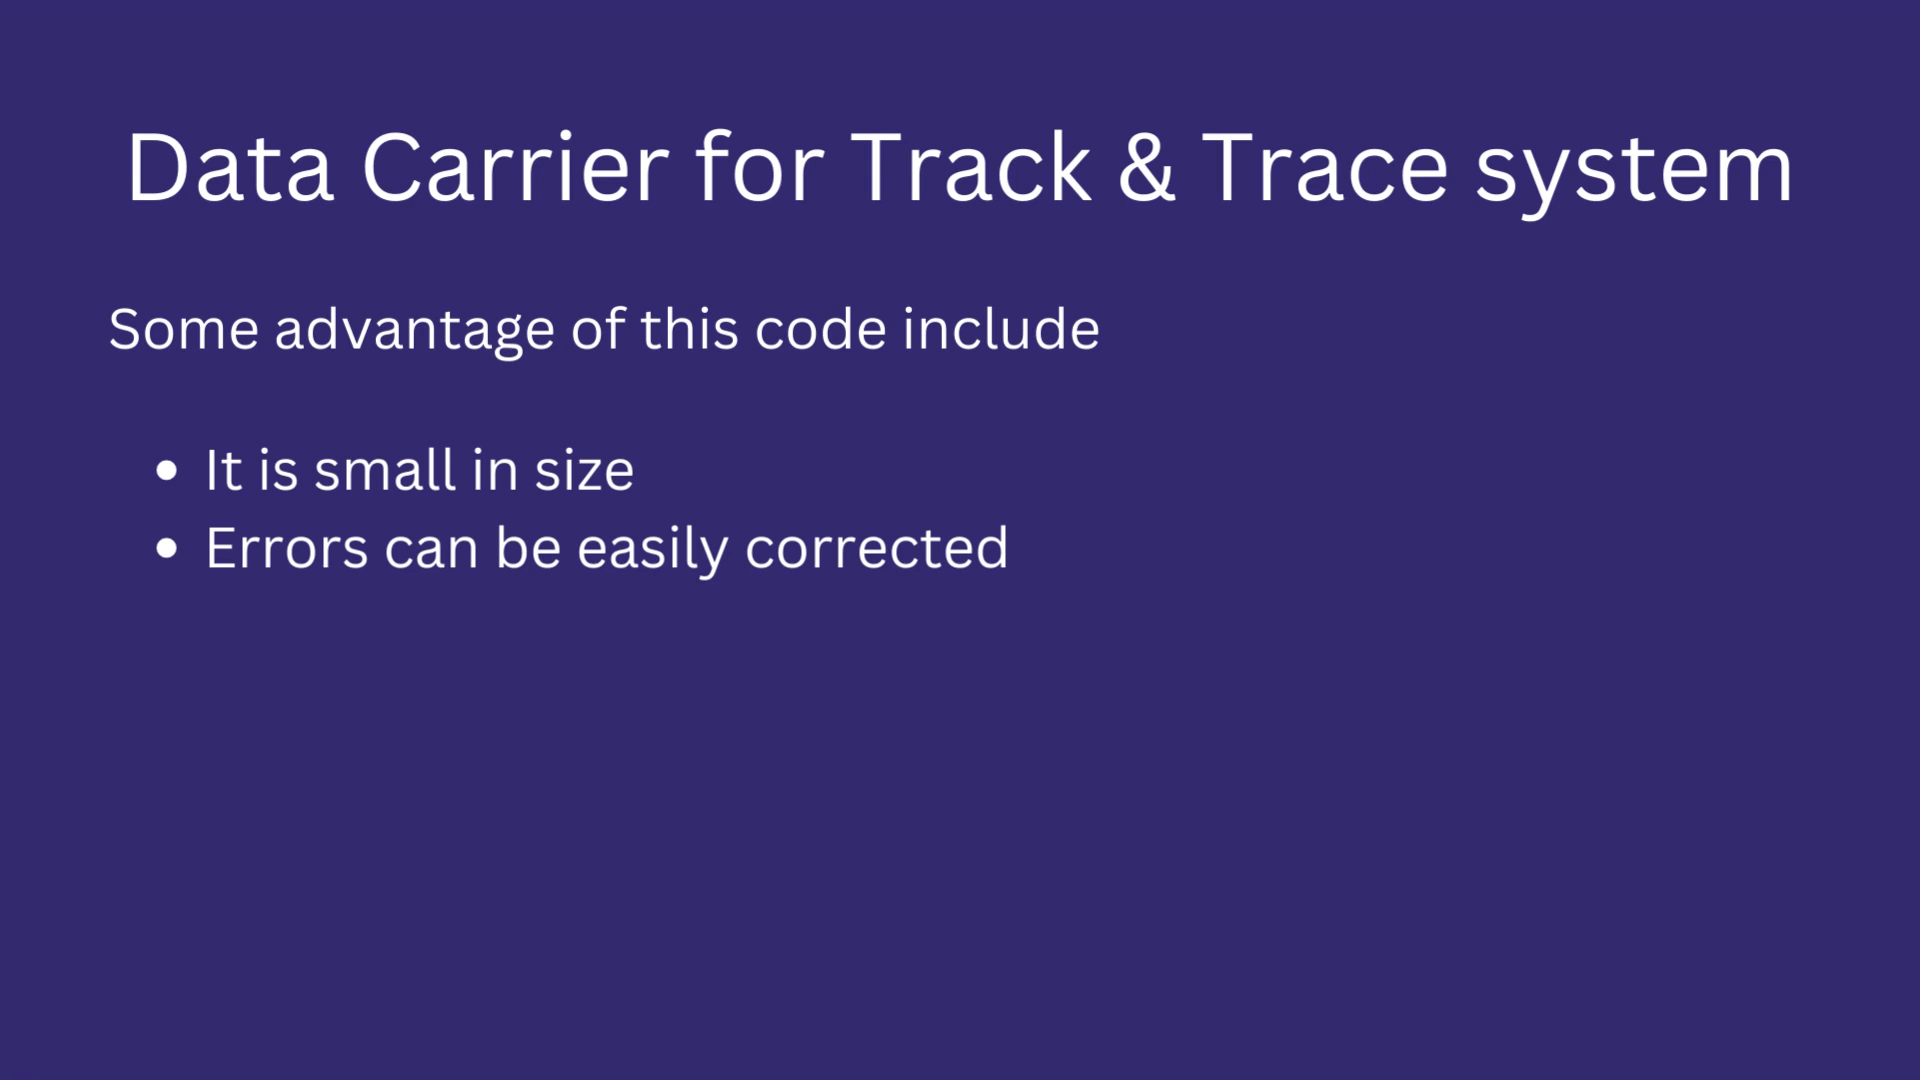 Data Carrier for Track & Trace system
Some advantage of this code include
• It is small in size
• Errors can be easily corrected